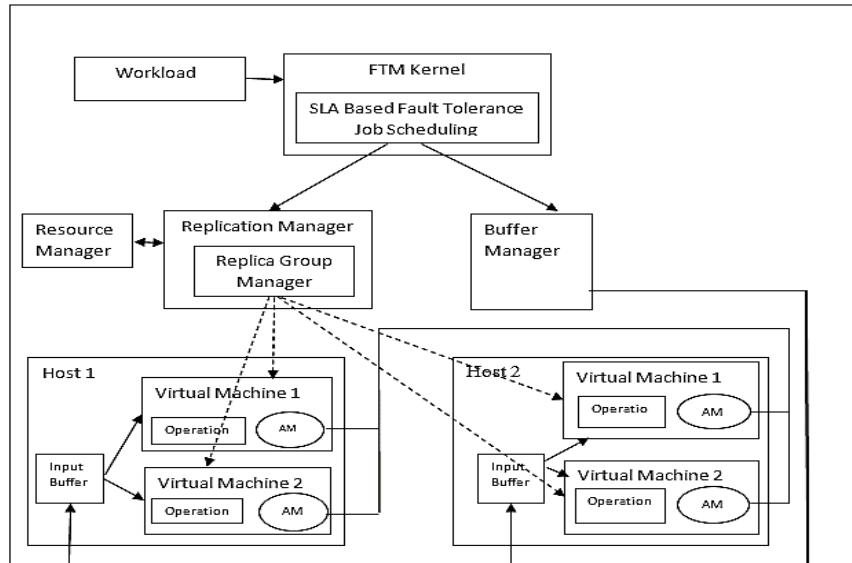 Workload
FTM Kernel
SLA Based Fault Tolerance
Job Scheduling
Resource
Manager
Replication Manager
Replica Group
Manager
Buffer
Manager
Host 1
Virtual Machine 1
Operation
AM
Input
Buffer
Virtual Machine 2
Operation
AM
Host 2
Virtual Machine 1
Operatio
AM
Input
Buffer
Virtual Machine 2
Operation
AM